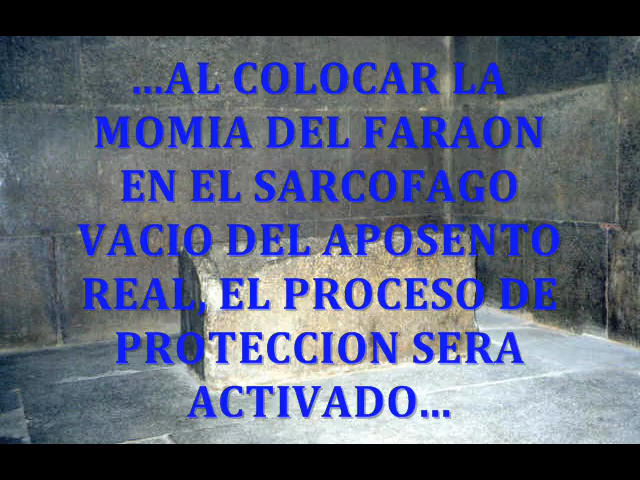 ...AL COLOCAR LA
MOMIA DEL FARAON
EN EL SARCOFAGO
VACIO DEL APOSENTO
REAL, EL PROCESO DE
PROTECCION SERA
ACTIVADO...